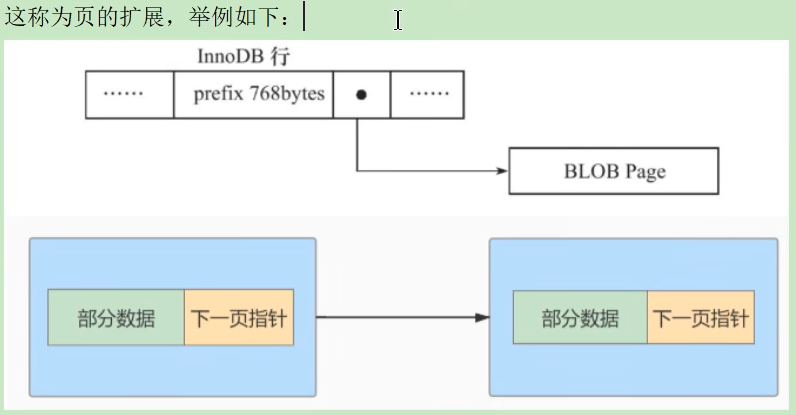 这称为页的扩展，举例如下：
InnoDB 行
…… prefix 768bytes ……
BLOB Page
部分数据 下一页指针 部分数据 下一页指针